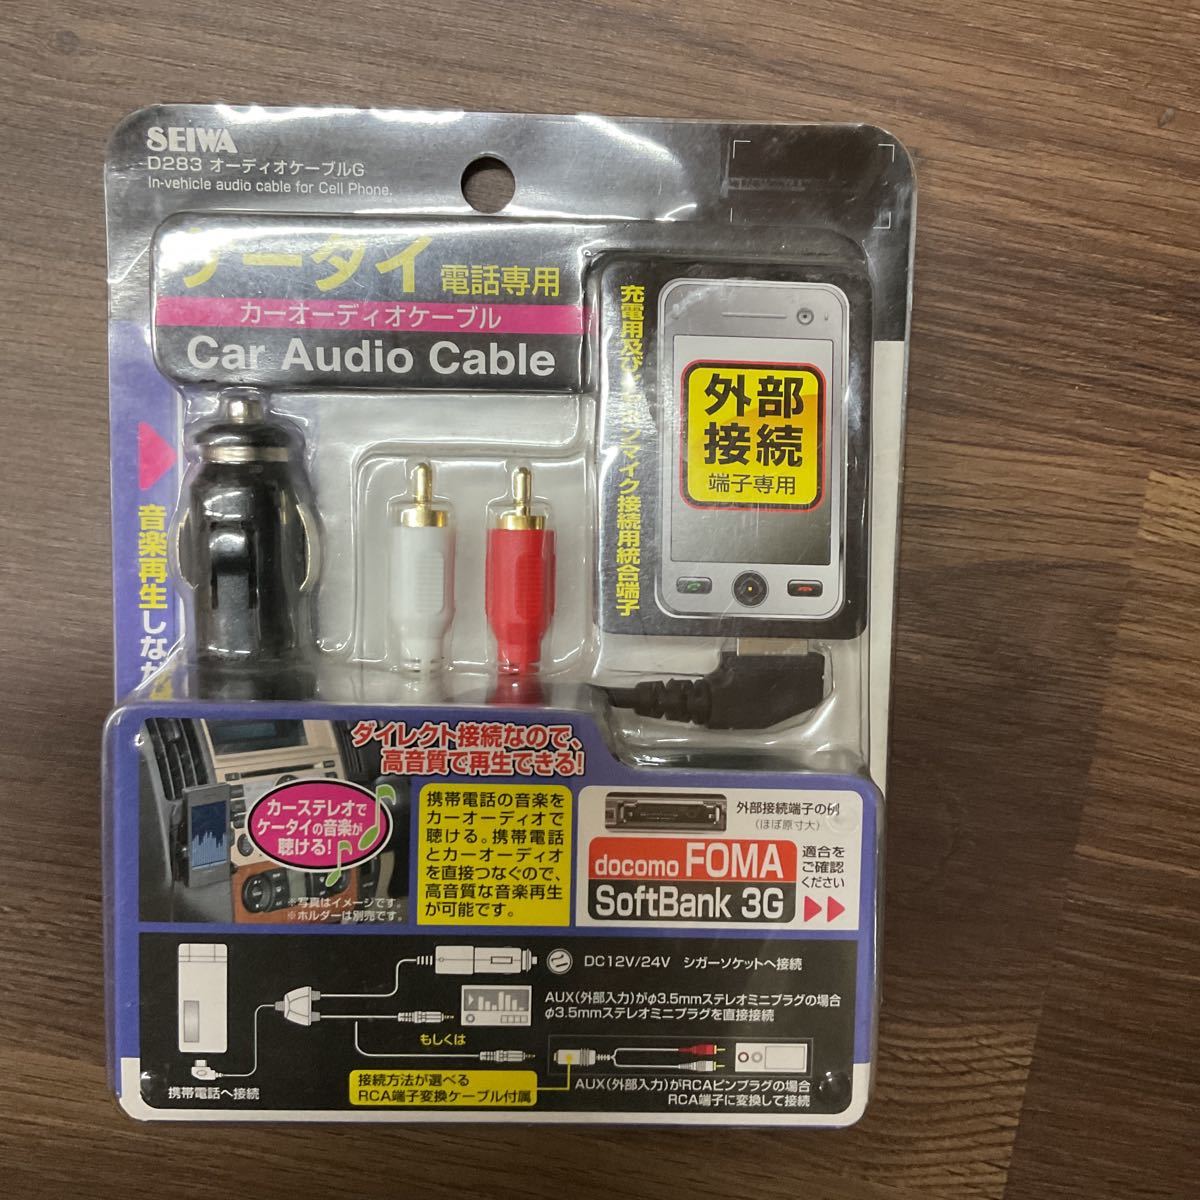 SEIWA
D283 オーディオケーブルG
In-vehicle audio cable for Cell Phone.
ケータイ 電話専用
カーオーディオケーブル
Car Audio Cable
外部
接続
端子専用
音楽再生しなが
ダイレクト接続なので、
高音質で再生できる!
カーステレオで
ケータイの音楽が
聴ける!
※写真はイメージです。
※ホルダーは別売です。
携帯電話の音楽を
カーオーディオで
聴ける。携帯電話
とカーオーディオ
を直接つなぐので、
高音質な音楽再生
が可能です。
外部接続端子の例
(ほぼ原寸大)
docomo FOMA
SoftBank 3G
適合を
ご確認
ください
DC12V/24V シガーソケットへ接続
AUX(外部入力)がφ3.5mmステレオミニプラグの場合
φ3.5mmステレオミニプラグを直接接続
もしくは
接続方法が選べる
RCA端子変換ケーブル付属
AUX(外部入力)がRCAピンプラグの場合
RCA端子に変換して接続
携帯電話へ接続